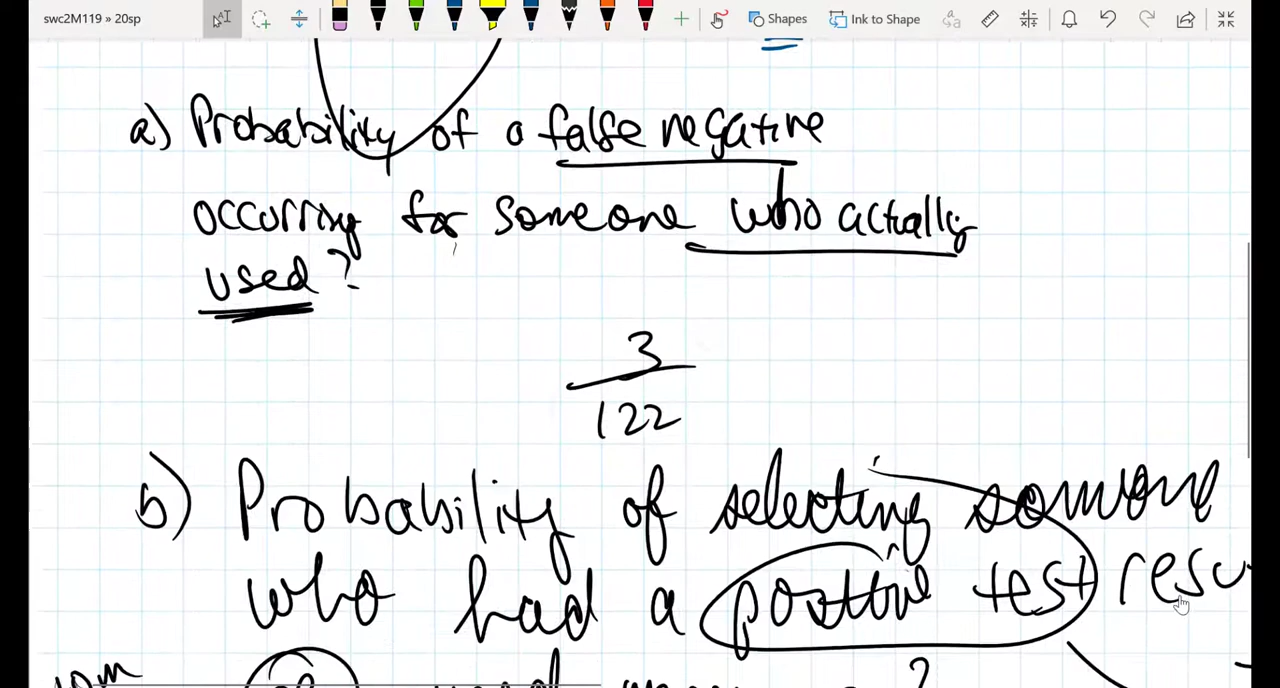 swc2M119 » 20sp
Shapes
Ink to Shape
a) Probability of a false negative
occurring for someone who actually
used?
3
122
b) Probability of selecting someone
who had a positive test resu
?